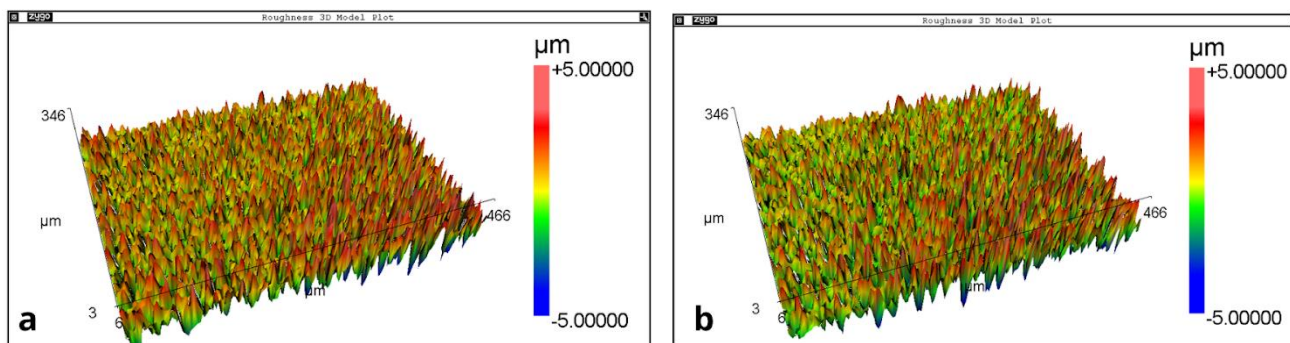 zygo Roughness 3D Model Plot
µm
+5.00000
346
µm
466
µm
3
6
-5.00000
a
zygo Roughness 3D Model Plot
µm
+5.00000
346
µm
466
µm
3
6
-5.00000
b